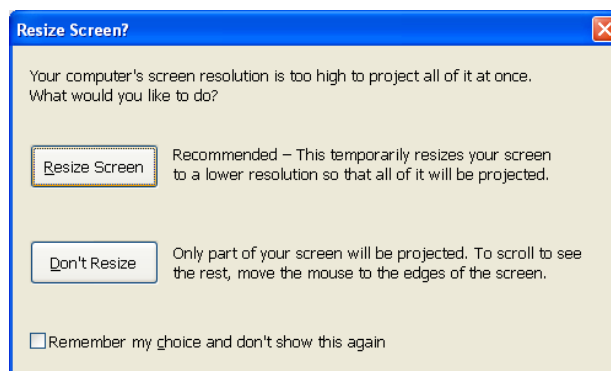 Resize Screen?
Your computer's screen resolution is too high to project all of it at once.
What would you like to do?
Resize Screen
Recommended – This temporarily resizes your screen
to a lower resolution so that all of it will be projected.
Don't Resize
Only part of your screen will be projected. To scroll to see
the rest, move the mouse to the edges of the screen.
Remember my choice and don't show this again